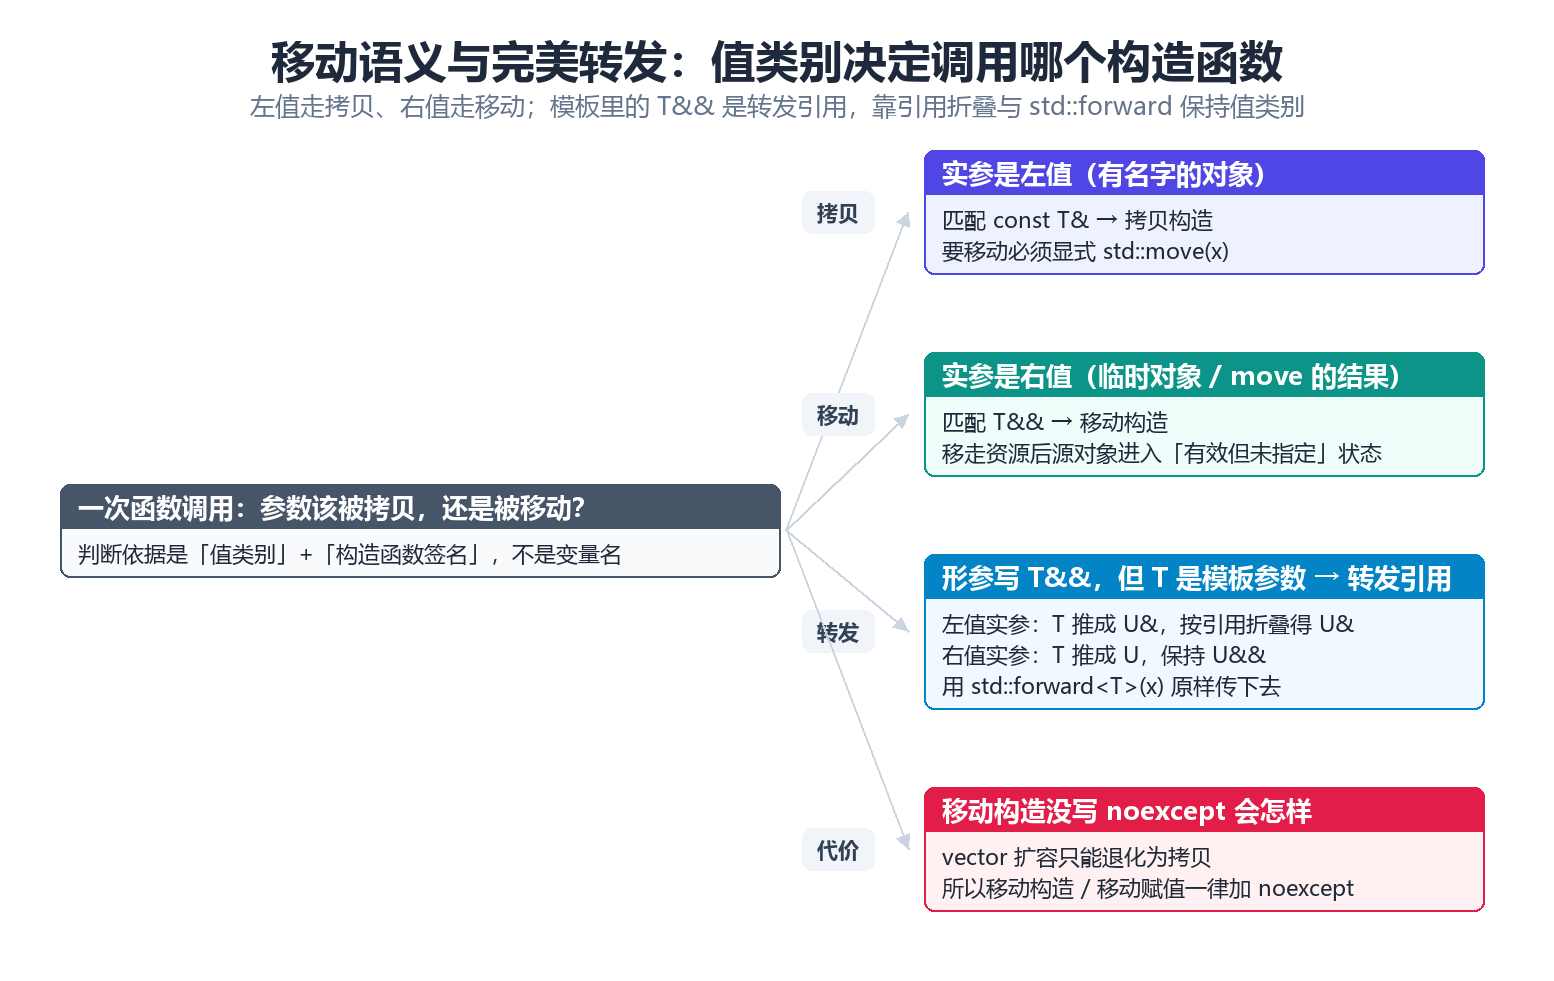 移动语义与完美转发：值类别决定调用哪个构造函数
左值走拷贝、右值走移动；模板里的 T&& 是转发引用，靠引用折叠与 std::forward 保持值类别
一次函数调用：参数该被拷贝，还是被移动？
判断依据是「值类别」+「构造函数签名」，不是变量名
拷贝
实参是左值（有名字的对象）
匹配 const T& → 拷贝构造
要移动必须显式 std::move(x)
移动
实参是右值（临时对象 / move 的结果）
匹配 T&& → 移动构造
移走资源后源对象进入「有效但未指定」状态
转发
形参写 T&&，但 T 是模板参数 → 转发引用
左值实参：T 推成 U&，按引用折叠得 U&
右值实参：T 推成 U，保持 U&&
用 std::forward<T>(x) 原样传下去
代价
移动构造没写 noexcept 会怎样
vector 扩容只能退化为拷贝
所以移动构造 / 移动赋值一律加 noexcept